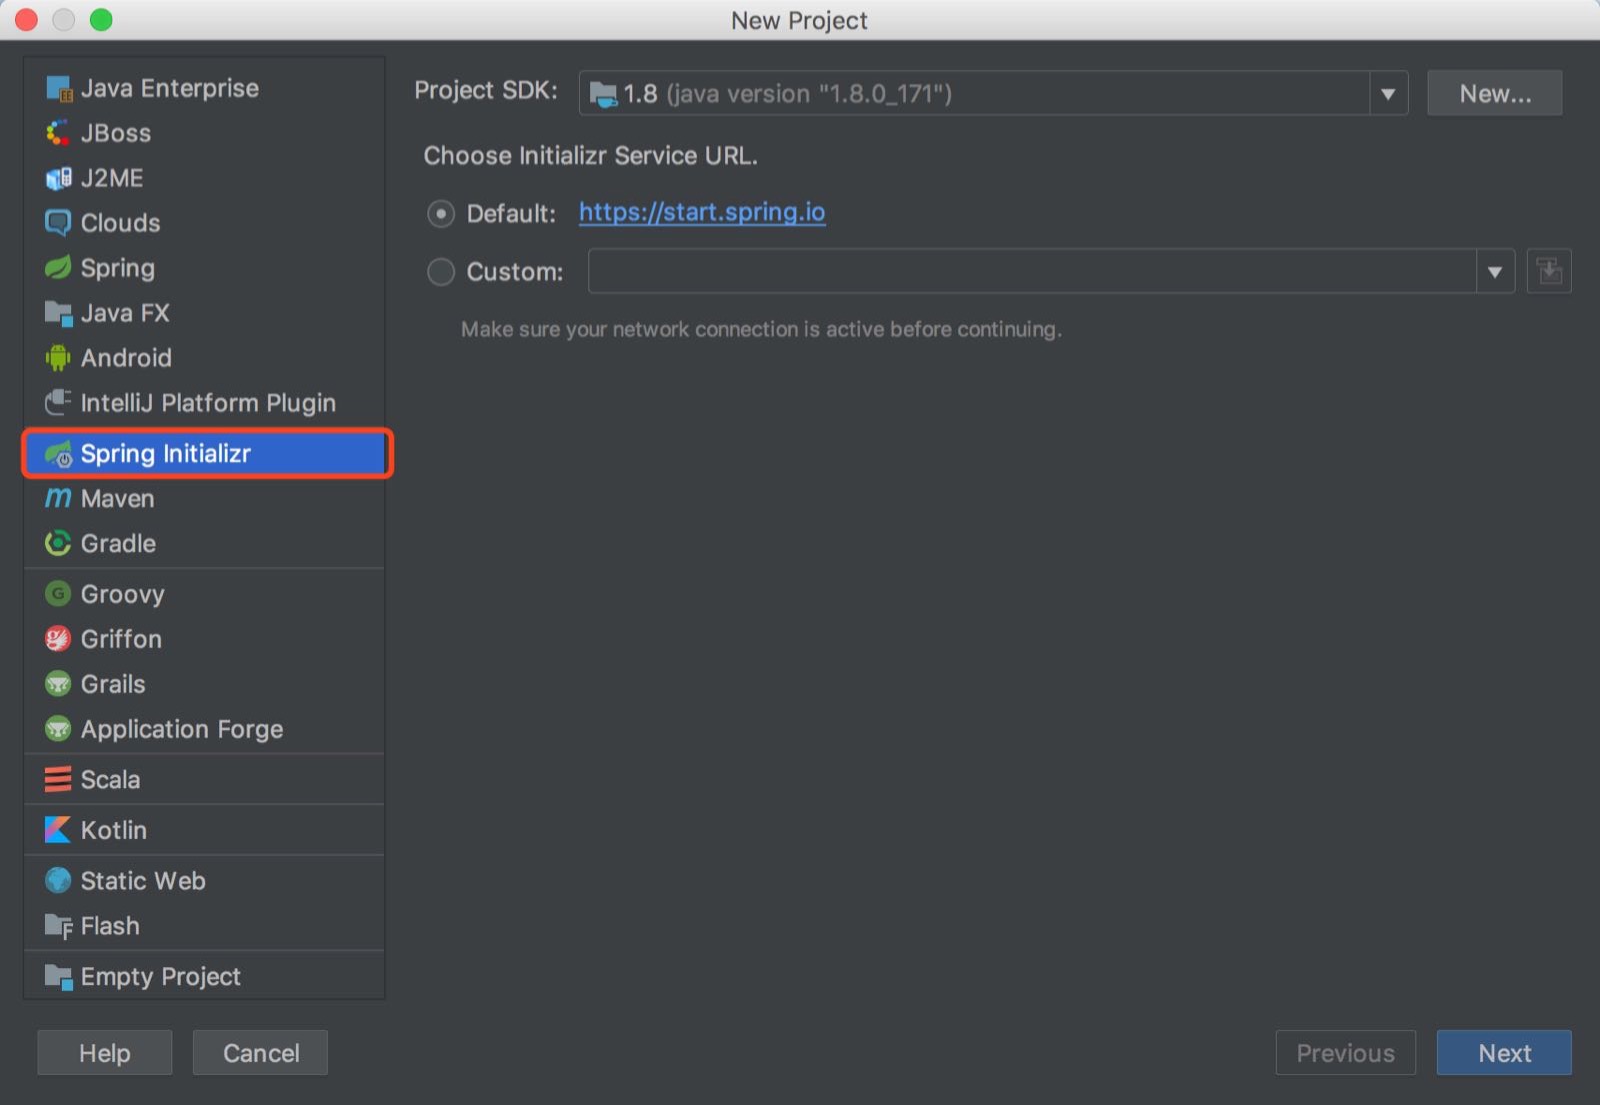 New Project
Java Enterprise
JBoss
J2ME
Clouds
Spring
Java FX
Android
IntelliJ Platform Plugin
Spring Initializr
Maven
Gradle
Groovy
Griffon
Grails
Application Forge
Scala
Kotlin
Static Web
Flash
Empty Project
Project SDK: 1.8 (java version "1.8.0_171") New...
Choose Initializr Service URL.
Default: https://start.spring.io
Custom:
Make sure your network connection is active before continuing.
Help Cancel Previous Next